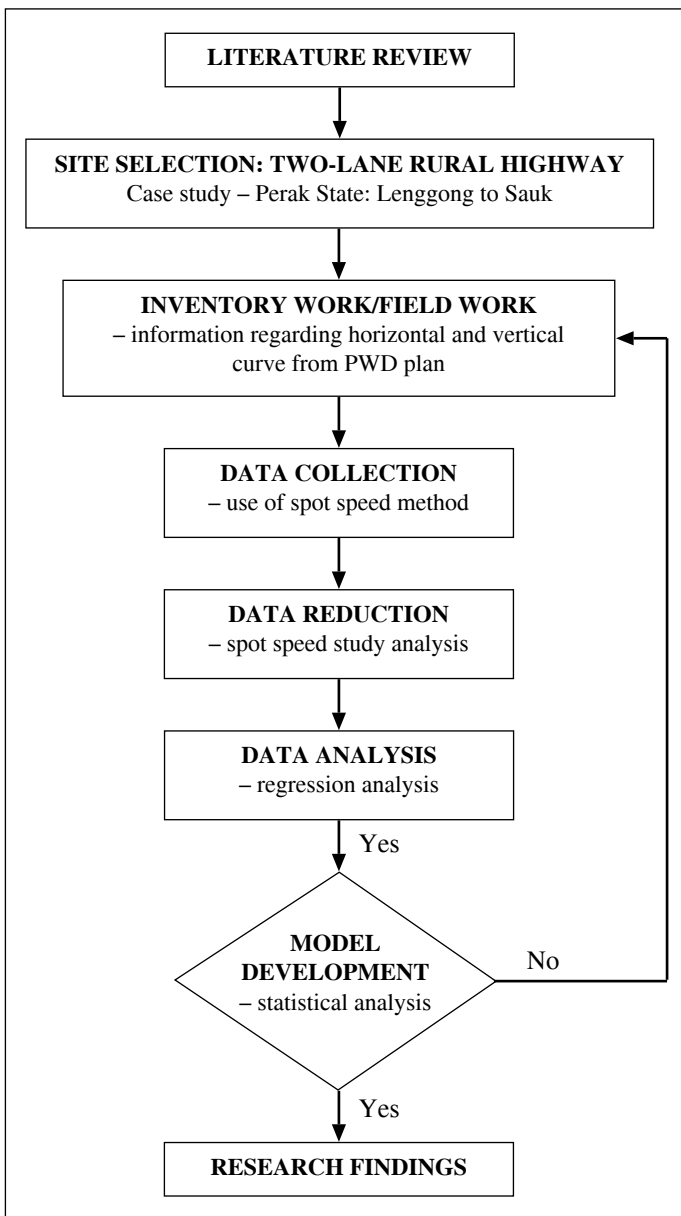 LITERATURE REVIEW
SITE SELECTION: TWO-LANE RURAL HIGHWAY
Case study – Perak State: Lenggong to Sauk
INVENTORY WORK/FIELD WORK
– information regarding horizontal and vertical
curve from PWD plan
DATA COLLECTION
– use of spot speed method
DATA REDUCTION
– spot speed study analysis
DATA ANALYSIS
– regression analysis
Yes
MODEL
DEVELOPMENT
– statistical analysis
No
Yes
RESEARCH FINDINGS